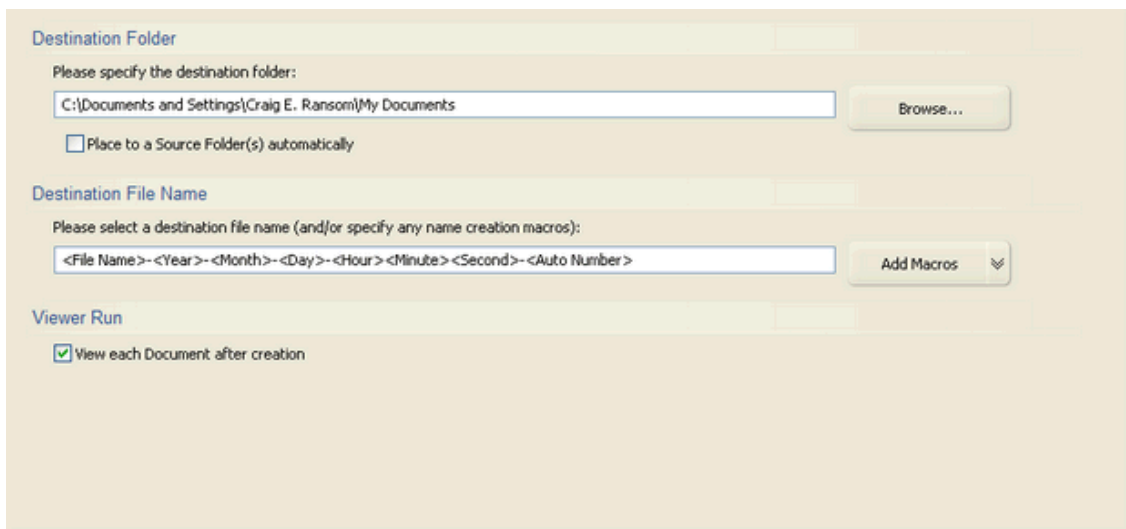 Destination Folder
Please specify the destination folder:
C:\Documents and Settings\Craig E. Ransom\My Documents
Browse...
Place to a Source Folder(s) automatically
Destination File Name
Please select a destination file name (and/or specify any name creation macros):
<File Name>-<Year>-<Month>-<Day>-<Hour><Minute><Second>-<Auto Number>
Add Macros
Viewer Run
View each Document after creation